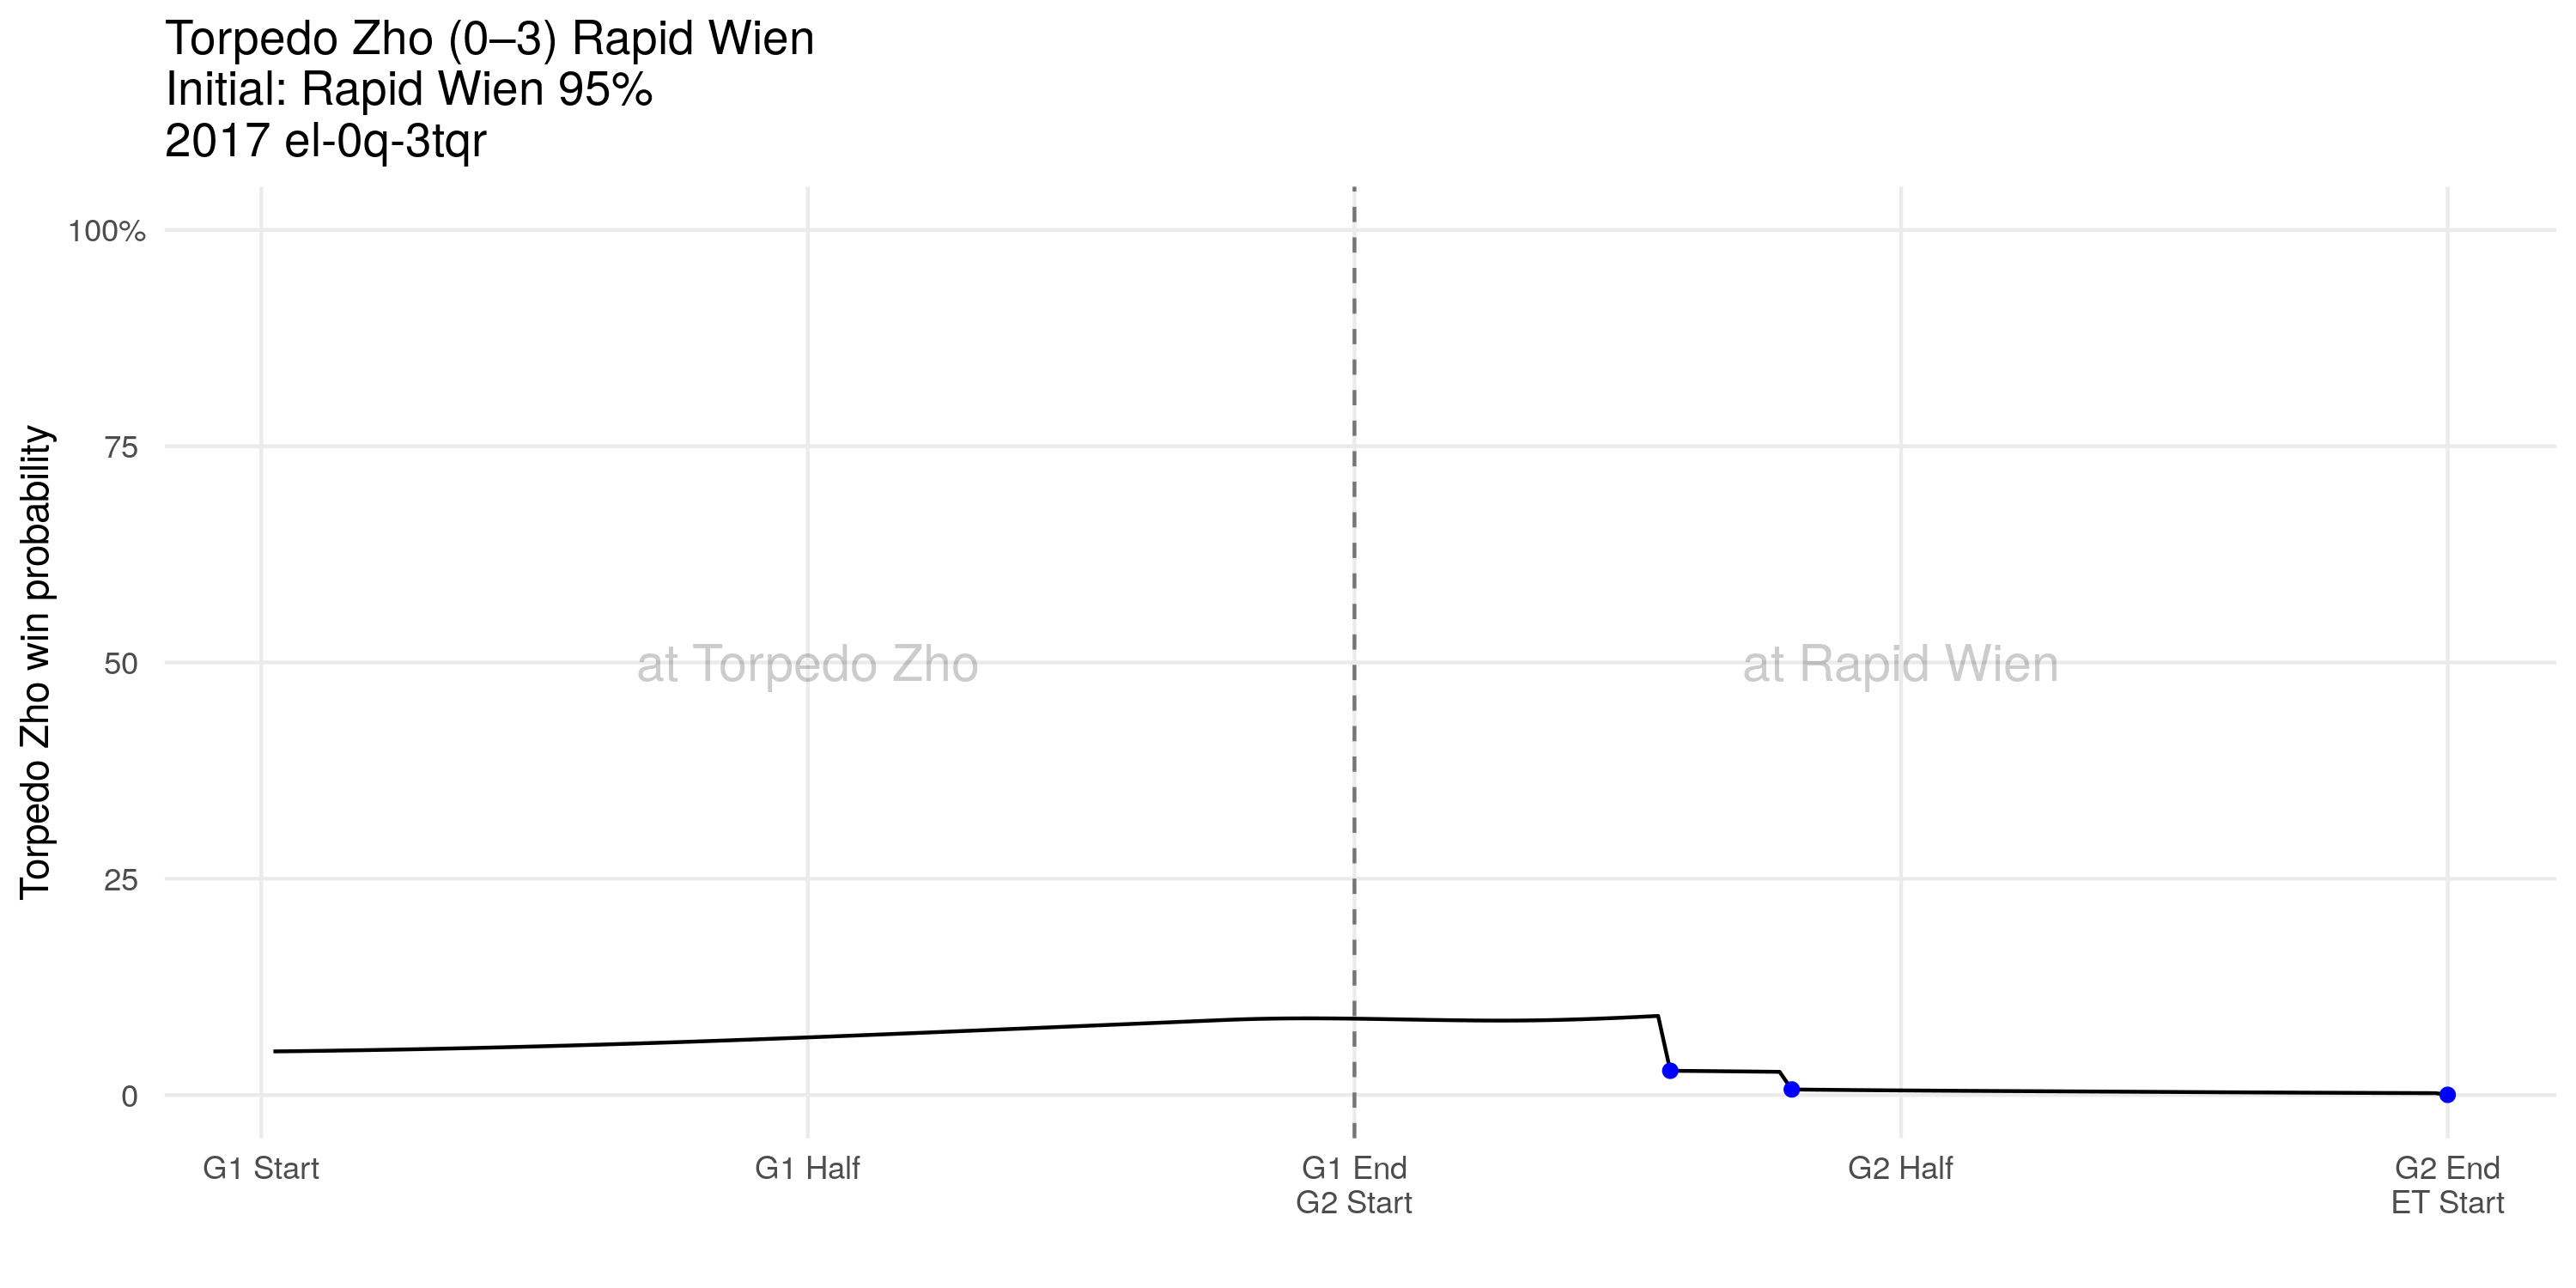 Torpedo Zho (0–3) Rapid Wien
Initial: Rapid Wien 95%
2017 el-0q-3tqr
Torpedo Zho win probability
100%
75
50
25
0
at Torpedo Zho
at Rapid Wien
G1 Start
G1 Half
G1 End
G2 Start
G2 Half
G2 End
ET Start